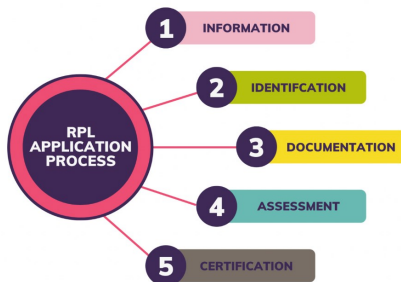 RPL
APPLICATION
PROCESS
1 INFORMATION
2 IDENTIFCATION
3 DOCUMENTATION
4 ASSESSMENT
5 CERTIFICATION